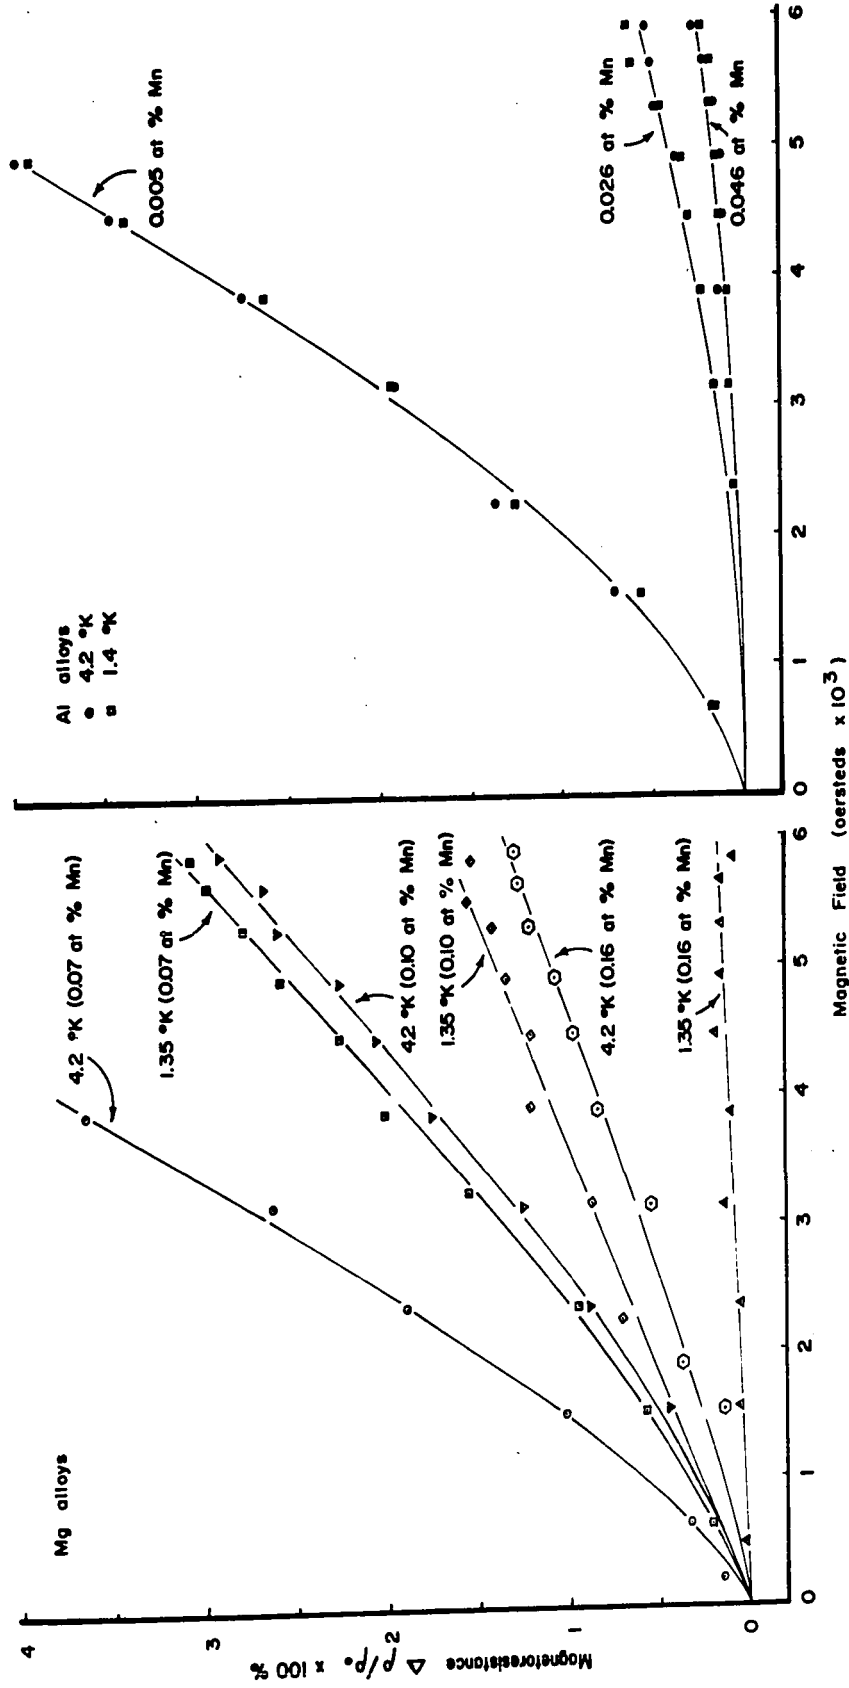 Mg alloys
4.2 °K (0.07 at % Mn)
1.35 °K (0.07 at % Mn)
4.2 °K (0.10 at % Mn)
1.35 °K (0.10 at % Mn)
4.2 °K (0.16 at % Mn)
1.35 °K (0.16 at % Mn)
Magnetoresistance Δρ/ρ₀ x 100 %
4
3
2
1
0
0 1 2 3 4 5 6
Al alloys
4.2 °K
1.4 °K
0.005 at % Mn
0.026 at % Mn
0.046 at % Mn
0 1 2 3 4 5 6
Magnetic Field (oersteds x 10³)